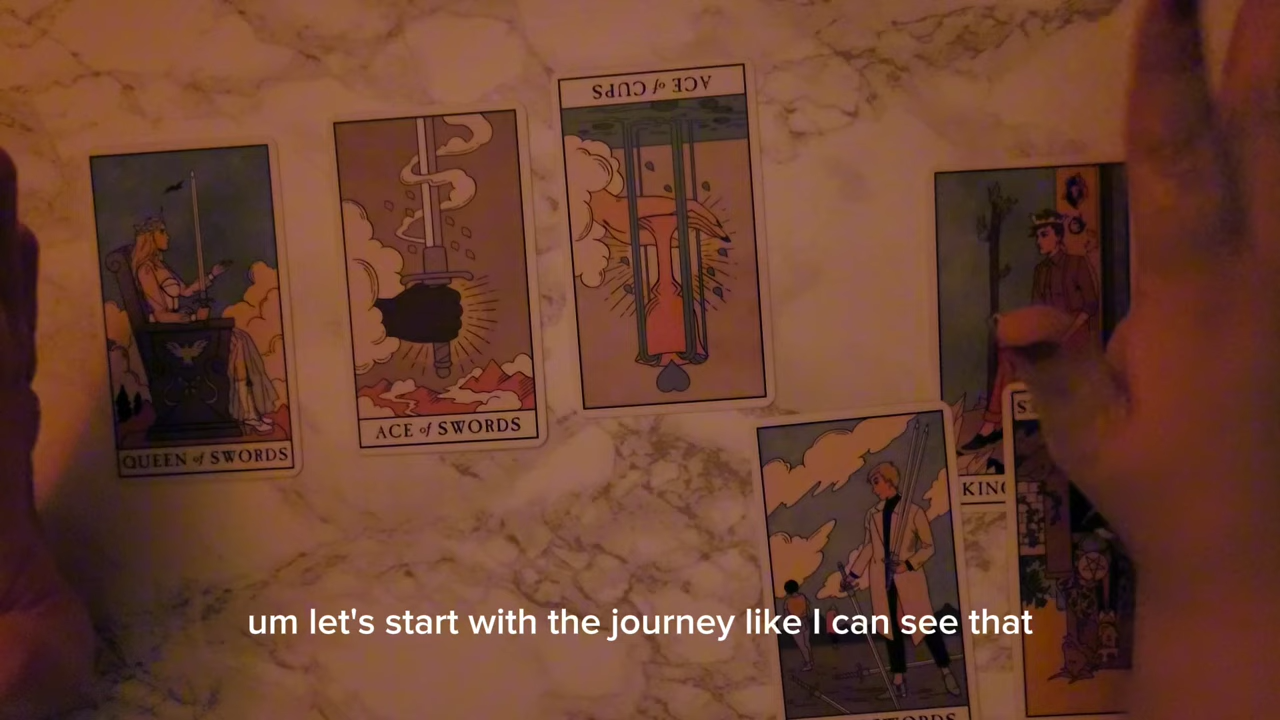 ACE of CUPS
QUEEN of SWORDS
ACE of SWORDS
um let's start with the journey like I can see that